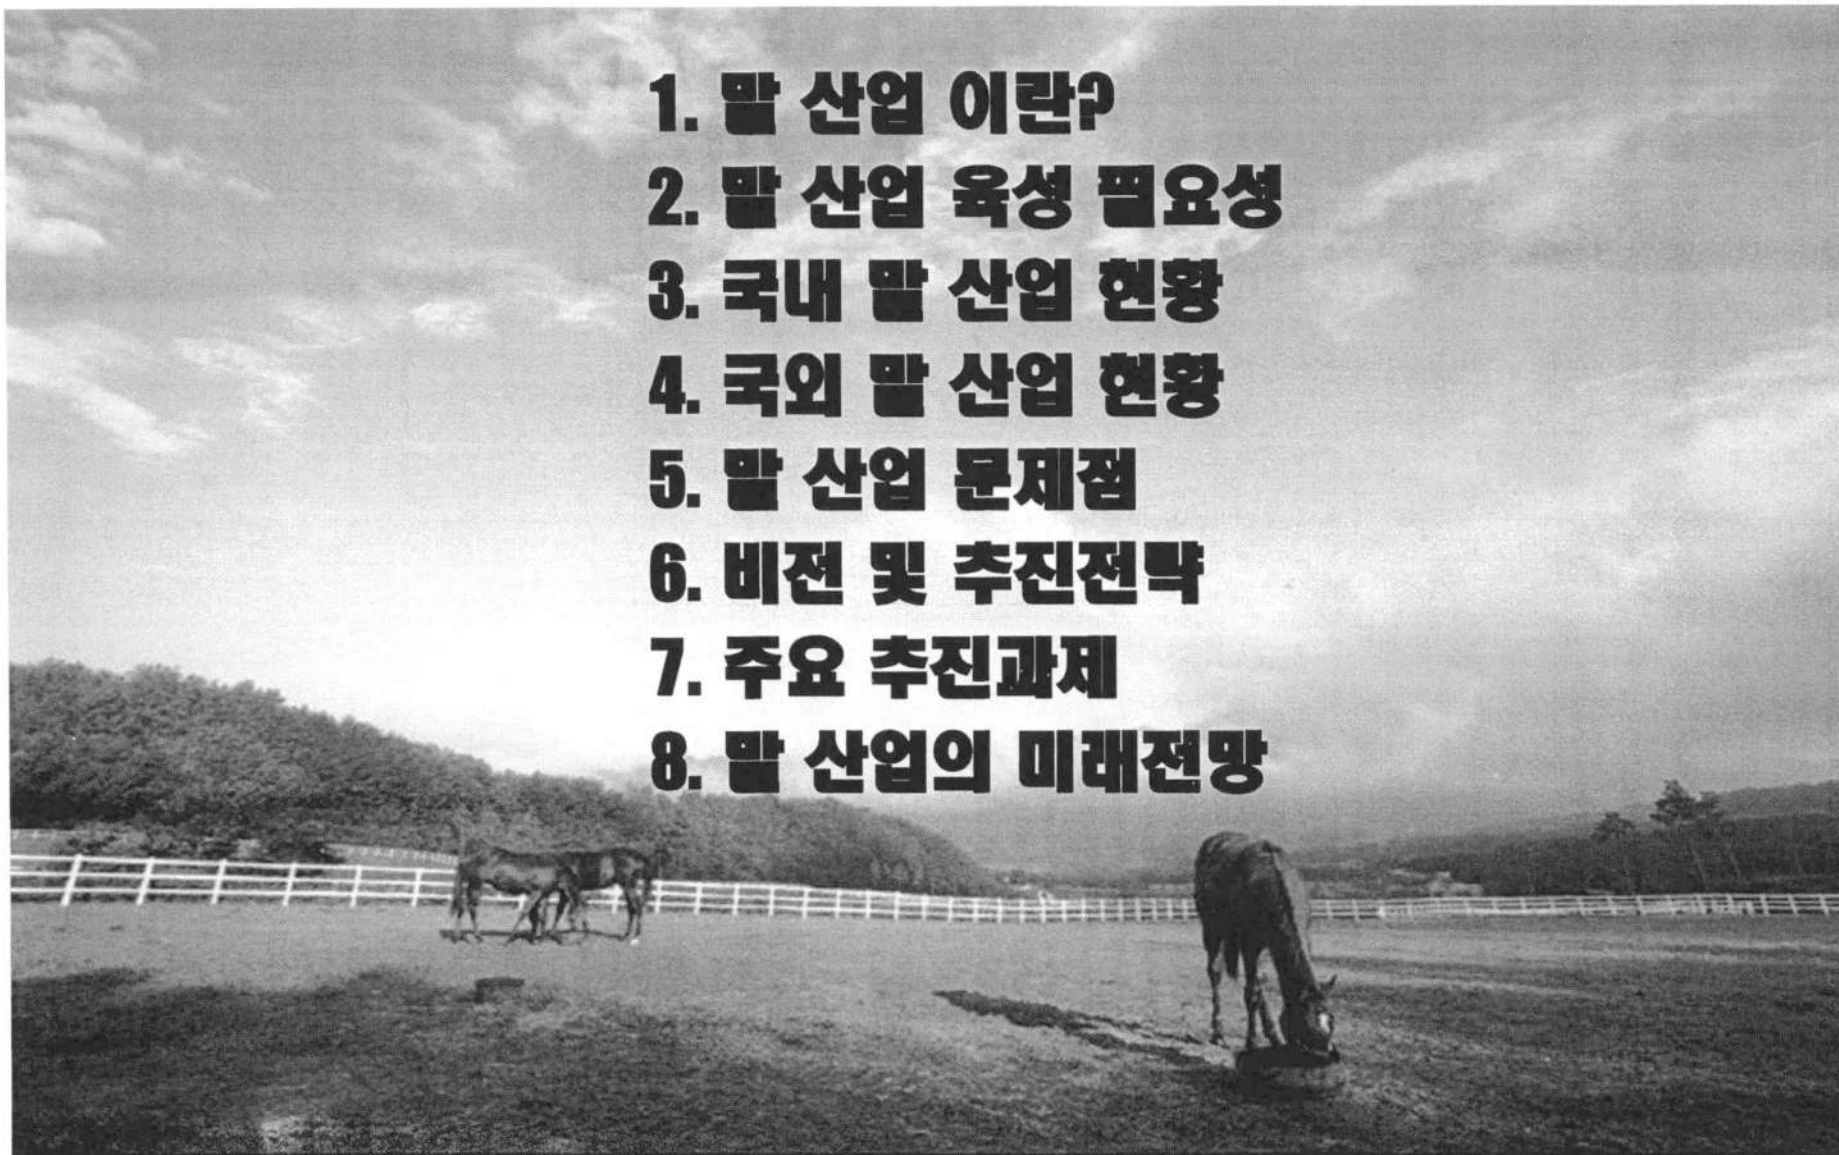 1. 말 산업 이란?
2. 말 산업 육성 필요성
3. 국내 말 산업 현황
4. 국외 말 산업 현황
5. 말 산업 문제점
6. 비전 및 추진전략
7. 주요 추진과제
8. 말 산업의 미래전망